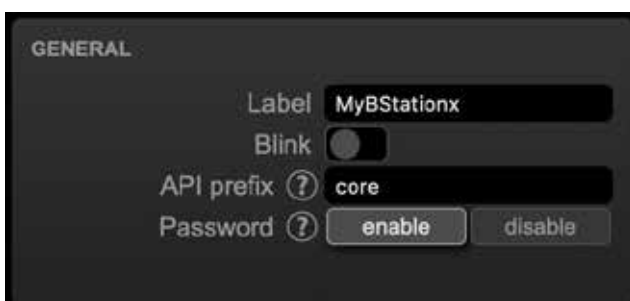 GENERAL
Label MyBStationx
Blink
API prefix ? core
Password ? enable disable